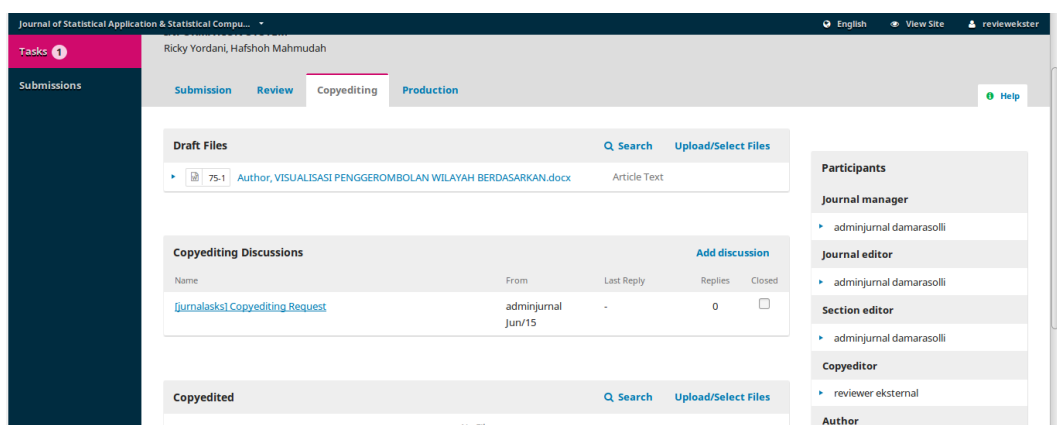 Journal of Statistical Application & Statistical Compu...
English
View Site
reviewekster
Tasks 1
Submissions
Ricky Yordani, Hafshoh Mahmudah
Submission
Review
Copyediting
Production
Help
Draft Files
Search
Upload/Select Files
75-1
Author, VISUALISASI PENGGEROMBOLAN WILAYAH BERDASARKAN.docx
Article Text
Copyediting Discussions
Add discussion
Name
From
Last Reply
Replies
Closed
[jurnalasks] Copyediting Request
adminjurnal
Jun/15
-
0
Copyedited
Search
Upload/Select Files
Participants
Journal manager
adminjurnal damarasolli
Journal editor
adminjurnal damarasolli
Section editor
adminjurnal damarasolli
Copyeditor
reviewer eksternal
Author